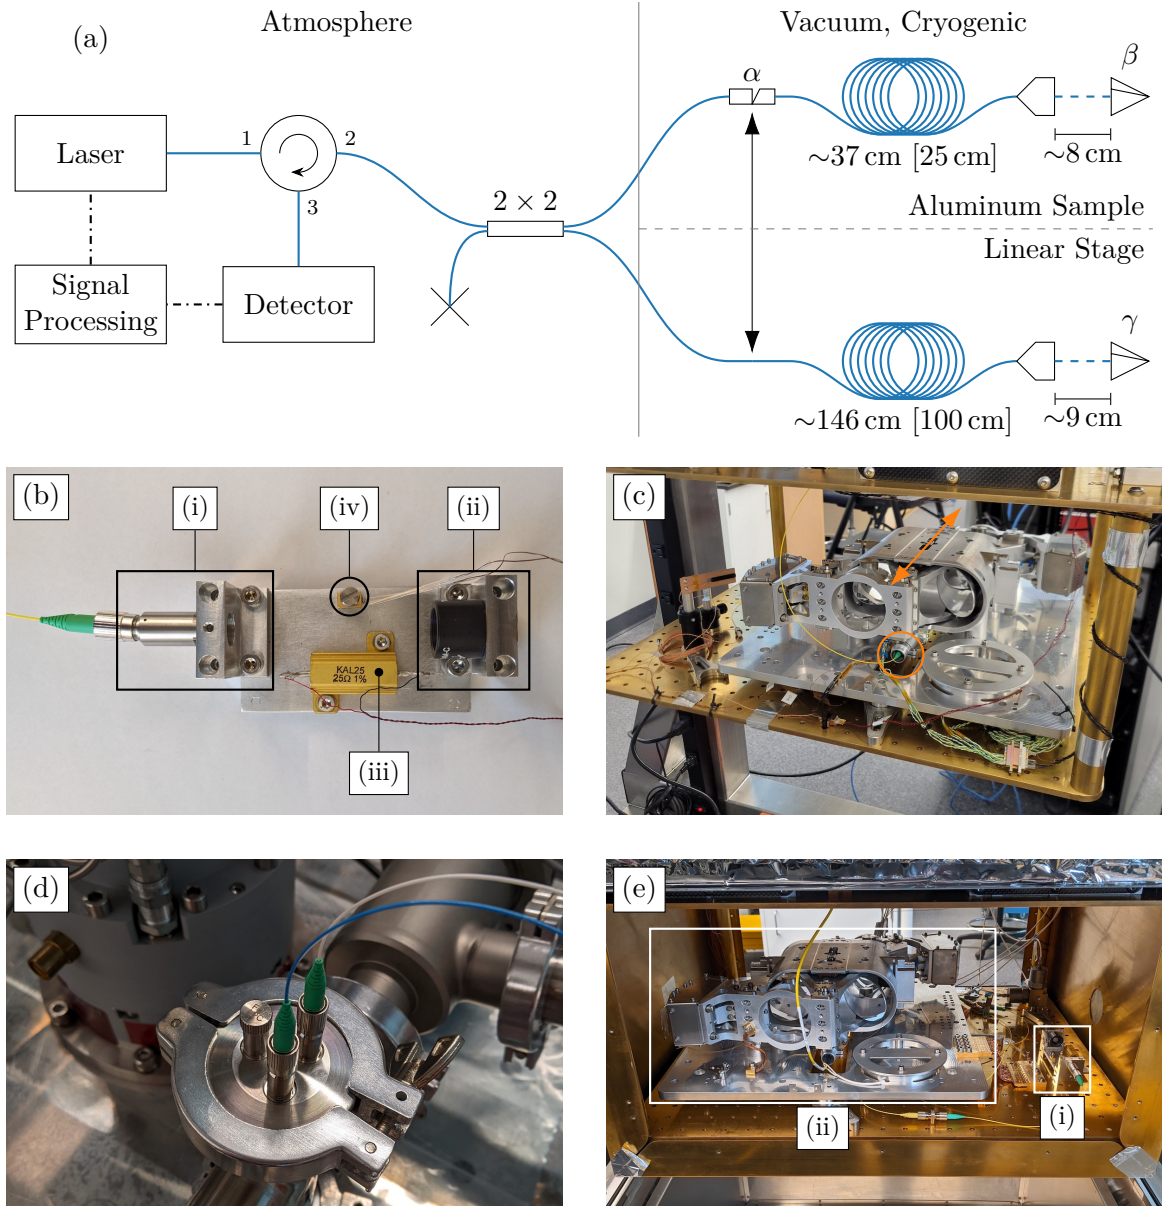 Atmosphere
Vacuum, Cryogenic
(a)
α
β
Laser
1
2
3
2 × 2
∼37 cm [25 cm]
∼8 cm
Aluminum Sample
Linear Stage
Signal
Processing
Detector
γ
∼146 cm [100 cm]
∼9 cm
(b)
(i)
(iv)
(ii)
(c)
KAL25
25Ω 1%
(iii)
(d)
(e)
(i)
(ii)